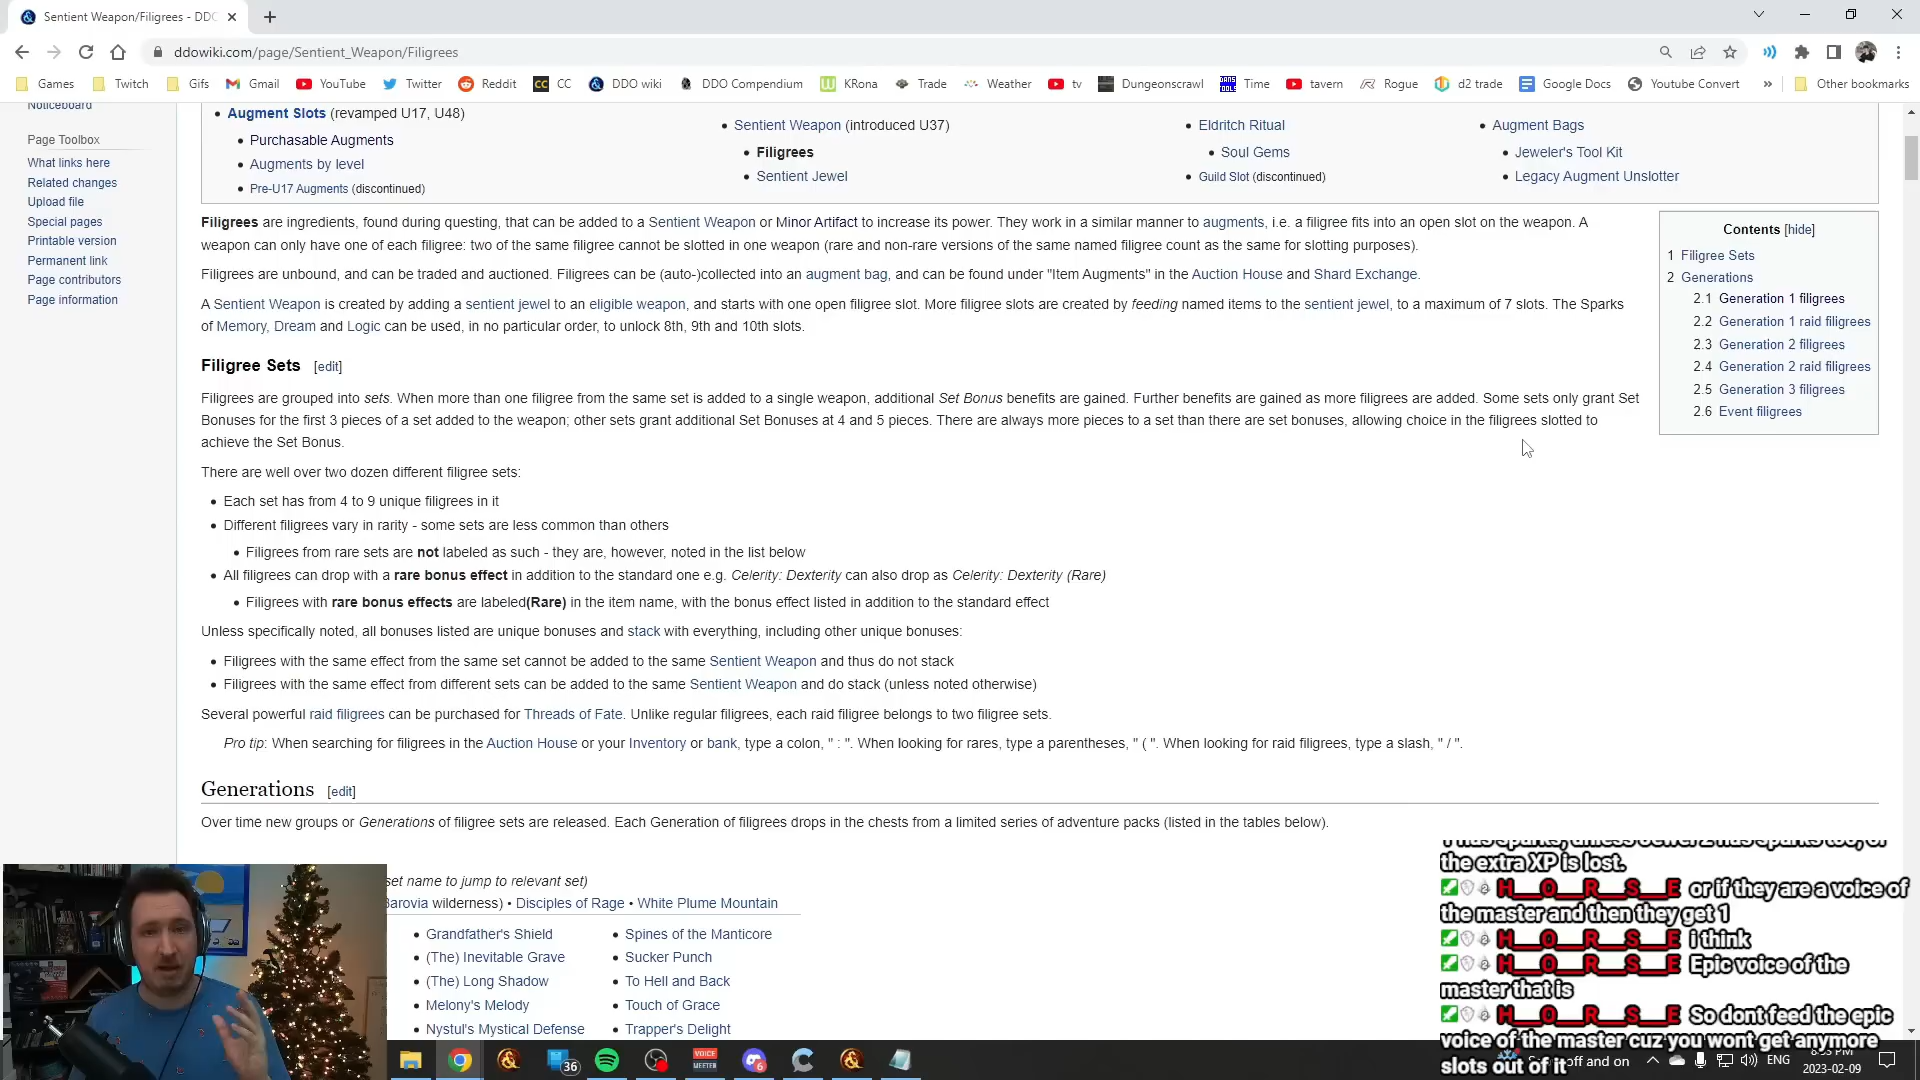 Sentient Weapon/Filigrees - DDO
ddowiki.com/page/Sentient_Weapon/Filigrees
Games Twitch Gifs Gmail YouTube Twitter Reddit CC DDO wiki DDO Compendium KRona Trade Weather tv Dungeonscrawl Time tavern Rogue d2 trade Google Docs Youtube Convert » Other bookmarks
Noticeboard
Page Toolbox
What links here
Related changes
Upload file
Special pages
Printable version
Permanent link
Page contributors
Page information
Augment Slots (revamped U17, U48)
Purchasable Augments
Augments by level
Pre-U17 Augments (discontinued)
Sentient Weapon (introduced U37)
Filigrees
Sentient Jewel
Eldritch Ritual
Soul Gems
Guild Slot (discontinued)
Augment Bags
Jeweler's Tool Kit
Legacy Augment Unslotter
Filigrees are ingredients, found during questing, that can be added to a Sentient Weapon or Minor Artifact to increase its power. They work in a similar manner to augments, i.e. a filigree fits into an open slot on the weapon. A
weapon can only have one of each filigree: two of the same filigree cannot be slotted in one weapon (rare and non-rare versions of the same named filigree count as the same for slotting purposes).
Filigrees are unbound, and can be traded and auctioned. Filigrees can be (auto-)collected into an augment bag, and can be found under "Item Augments" in the Auction House and Shard Exchange.
A Sentient Weapon is created by adding a sentient jewel to an eligible weapon, and starts with one open filigree slot. More filigree slots are created by feeding named items to the sentient jewel, to a maximum of 7 slots. The Sparks
of Memory, Dream and Logic can be used, in no particular order, to unlock 8th, 9th and 10th slots.
Contents [hide]
1 Filigree Sets
2 Generations
2.1 Generation 1 filigrees
2.2 Generation 1 raid filigrees
2.3 Generation 2 filigrees
2.4 Generation 2 raid filigrees
2.5 Generation 3 filigrees
2.6 Event filigrees
Filigree Sets [edit]
Filigrees are grouped into sets. When more than one filigree from the same set is added to a single weapon, additional Set Bonus benefits are gained. Further benefits are gained as more filigrees are added. Some sets only grant Set
Bonuses for the first 3 pieces of a set added to the weapon; other sets grant additional Set Bonuses at 4 and 5 pieces. There are always more pieces to a set than there are set bonuses, allowing choice in the filigrees slotted to
achieve the Set Bonus.
There are well over two dozen different filigree sets:
Each set has from 4 to 9 unique filigrees in it
Different filigrees vary in rarity - some sets are less common than others
Filigrees from rare sets are not labeled as such - they are, however, noted in the list below
All filigrees can drop with a rare bonus effect in addition to the standard one e.g. Celerity: Dexterity can also drop as Celerity: Dexterity (Rare)
Filigrees with rare bonus effects are labeled(Rare) in the item name, with the bonus effect listed in addition to the standard effect
Unless specifically noted, all bonuses listed are unique bonuses and stack with everything, including other unique bonuses:
Filigrees with the same effect from the same set cannot be added to the same Sentient Weapon and thus do not stack
Filigrees with the same effect from different sets can be added to the same Sentient Weapon and do stack (unless noted otherwise)
Several powerful raid filigrees can be purchased for Threads of Fate. Unlike regular filigrees, each raid filigree belongs to two filigree sets.
Pro tip: When searching for filigrees in the Auction House or your Inventory or bank, type a colon, " : ". When looking for rares, type a parentheses, " ( ". When looking for raid filigrees, type a slash, " / ".
Generations [edit]
Over time new groups or Generations of filigree sets are released. Each Generation of filigrees drops in the chests from a limited series of adventure packs (listed in the tables below).
set name to jump to relevant set)
Barovia wilderness) • Disciples of Rage • White Plume Mountain
Grandfather's Shield
(The) Inevitable Grave
(The) Long Shadow
Melony's Melody
Nystul's Mystical Defense
Spines of the Manticore
Sucker Punch
To Hell and Back
Touch of Grace
Trapper's Delight
the extra XP is lost.
H__O__R__S__E or if they are a voice of
the master and then they get 1
H__O__R__S__E i think
H__O__R__S__E Epic voice of the
master that is
H__O__R__S__E So dont feed the epic
voice of the master cuz you wont get anymore
slots out of it
36
VOICE
MEETER
6
off and on
ENG
2023-02-09